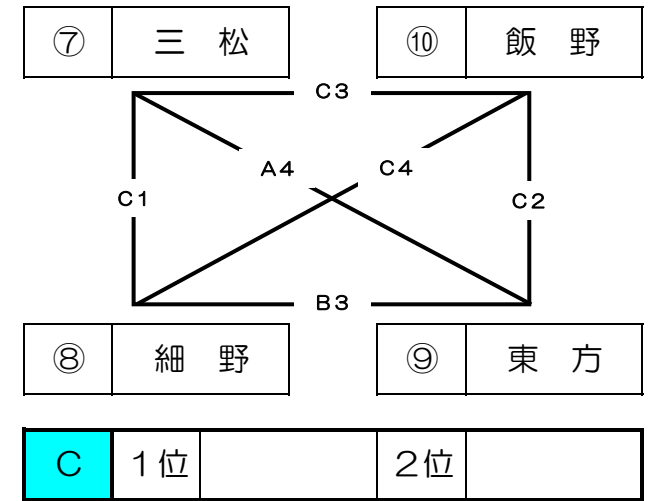 ⑦ 三 松 ⑩ 飯 野
C3
A4 C4
C1 C2
B3
⑧ 細 野 ⑨ 東 方
C 1位 2位